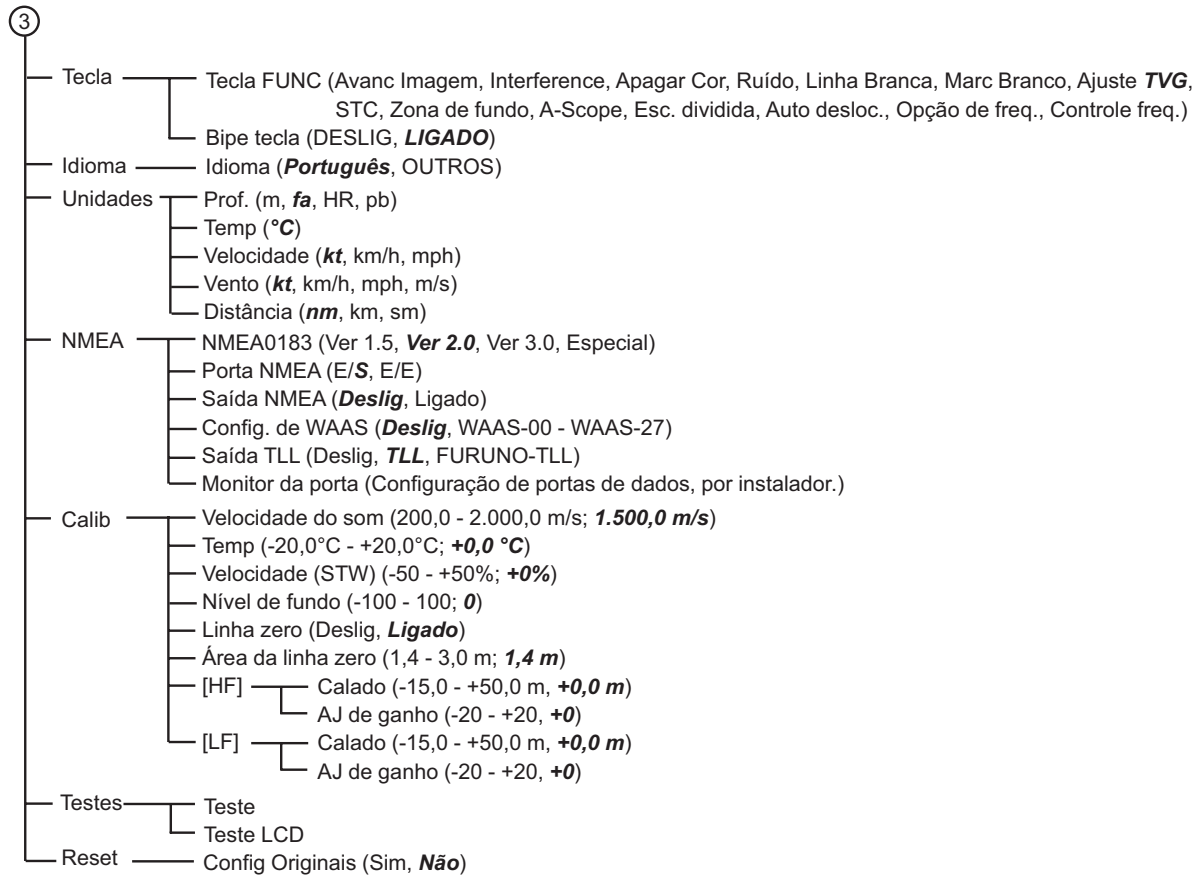 3
Tecla
Tecla FUNC (Avanc Imagem, Interference, Apagar Cor, Ruído, Linha Branca, Marc Branco, Ajuste TVG,
STC, Zona de fundo, A-Scope, Esc. dividida, Auto desloc., Opção de freq., Controle freq.)
Bipe tecla (DESLIG, LIGADO)
Idioma
Idioma (Português, OUTROS)
Unidades
Prof. (m, fa, HR, pb)
Temp (°C)
Velocidade (kt, km/h, mph)
Vento (kt, km/h, mph, m/s)
Distância (nm, km, sm)
NMEA
NMEA0183 (Ver 1.5, Ver 2.0, Ver 3.0, Especial)
Porta NMEA (E/S, E/E)
Saída NMEA (Deslig, Ligado)
Config. de WAAS (Deslig, WAAS-00 - WAAS-27)
Saída TLL (Deslig, TLL, FURUNO-TLL)
Monitor da porta (Configuração de portas de dados, por instalador.)
Calib
Velocidade do som (200,0 - 2.000,0 m/s; 1.500,0 m/s)
Temp (-20,0°C - +20,0°C; +0,0 °C)
Velocidade (STW) (-50 - +50%; +0%)
Nível de fundo (-100 - 100; 0)
Linha zero (Deslig, Ligado)
Área da linha zero (1,4 - 3,0 m; 1,4 m)
[HF]
Calado (-15,0 - +50,0 m, +0,0 m)
AJ de ganho (-20 - +20, +0)
[LF]
Calado (-15,0 - +50,0 m, +0,0 m)
AJ de ganho (-20 - +20, +0)
Testes
Teste
Teste LCD
Reset
Config Originais (Sim, Não)